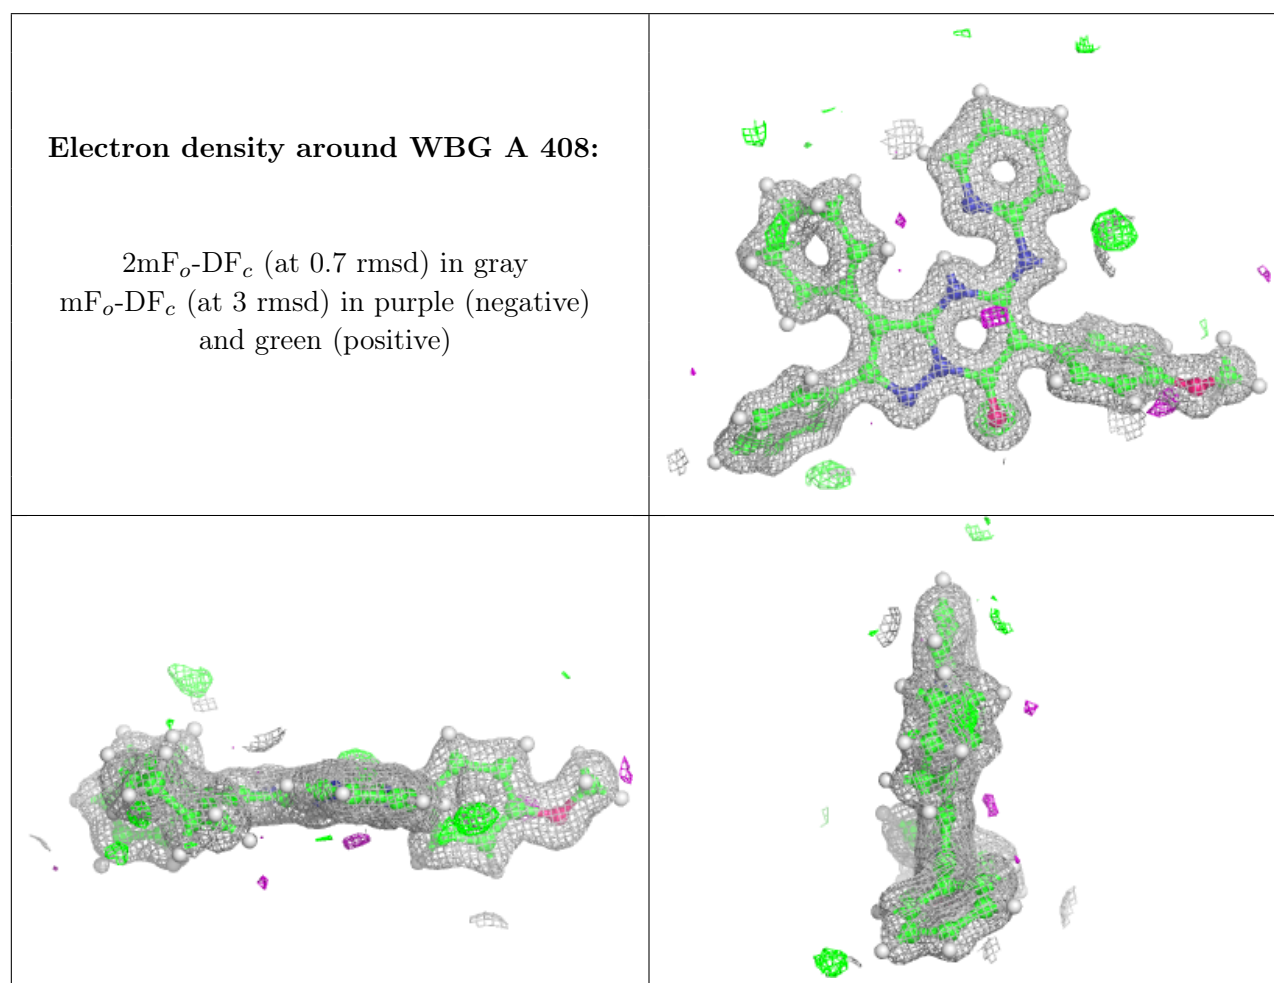 Electron density around WBG A 408:
2mFₒ-DF𝒸 (at 0.7 rmsd) in gray
mFₒ-DF𝒸 (at 3 rmsd) in purple (negative)
and green (positive)